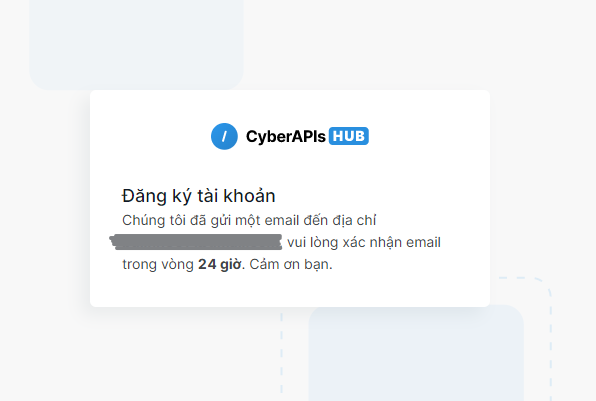 / CyberAPIs HUB
Đăng ký tài khoản
Chúng tôi đã gửi một email đến địa chỉ
vui lòng xác nhận email
trong vòng 24 giờ. Cảm ơn bạn.